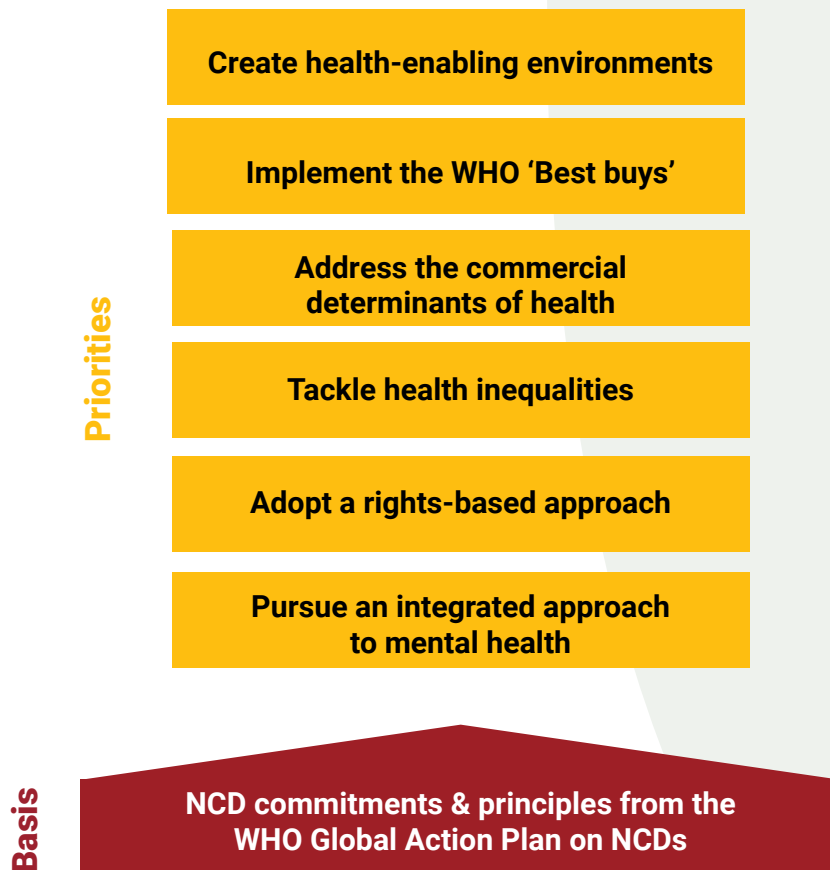 Create health-enabling environments
Implement the WHO ‘Best buys’
Address the commercial
determinants of health
Priorities
Tackle health inequalities
Adopt a rights-based approach
Pursue an integrated approach
to mental health
Basis
NCD commitments & principles from the
WHO Global Action Plan on NCDs